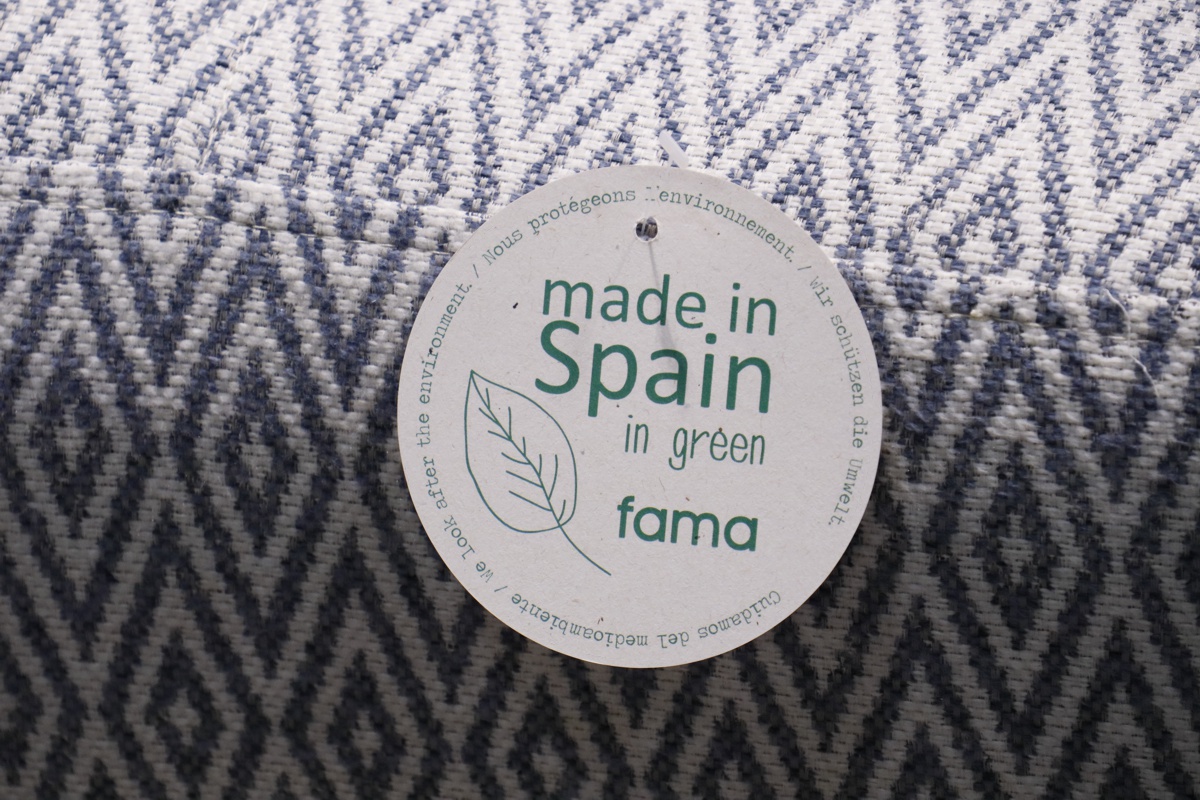 made in
Spain
in green
fama
Cuidamos del medioambiente / We look after the environment. / Nous protégeons l'environnement. / Wir schützen die Umwelt.